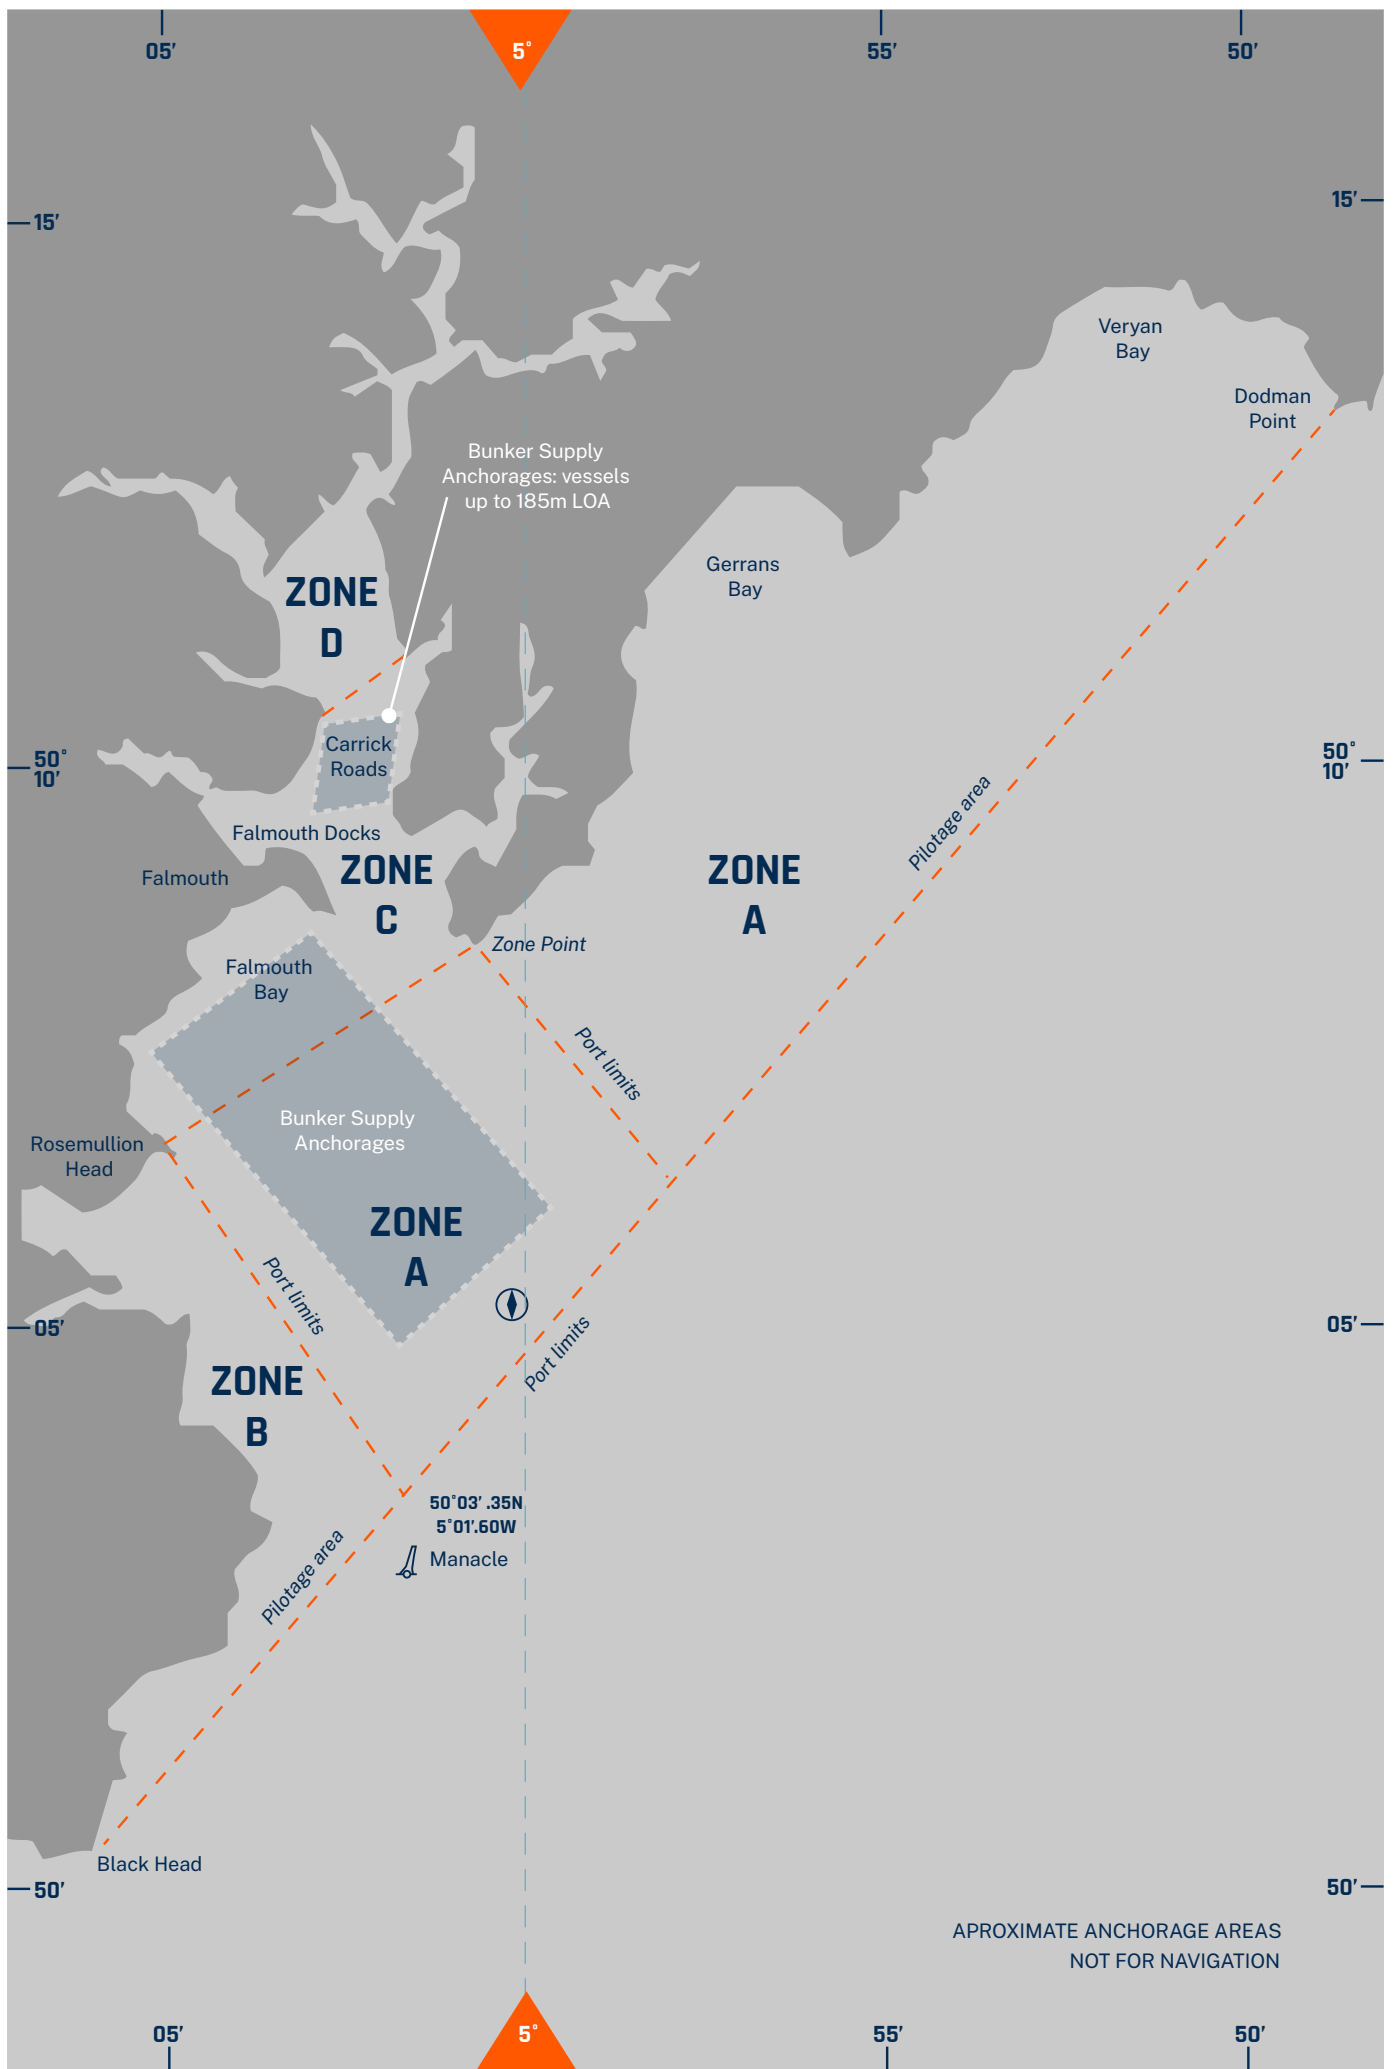 05′
5°
55′
50′
15′
15′
Veryan
Bay
Dodman
Point
Bunker Supply
Anchorages: vessels
up to 185m LOA
Gerrans
Bay
ZONE
D
Carrick
Roads
50°
10′
50°
10′
Pilotage area
Falmouth Docks
Falmouth
ZONE
C
ZONE
A
Zone Point
Falmouth
Bay
Port limits
Bunker Supply
Anchorages
Rosemullion
Head
ZONE
A
Port limits
Port limits
05′
05′
ZONE
B
50°03′ .35N
5°01′.60W
Manacle
Pilotage area
Black Head
50′
50′
APROXIMATE ANCHORAGE AREAS
NOT FOR NAVIGATION
05′
5°
55′
50′